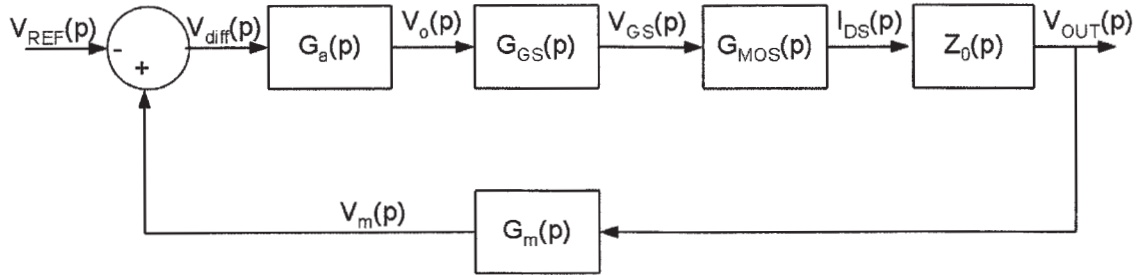 V_REF(p)
-
+
V_diff(p)
G_a(p)
V_o(p)
G_GS(p)
V_GS(p)
G_MOS(p)
I_DS(p)
Z_0(p)
V_OUT(p)
V_m(p)
G_m(p)